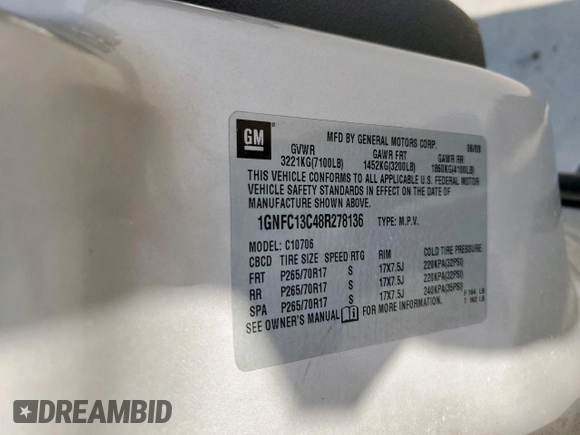 GM
MFD BY GENERAL MOTORS CORP.
GVWR GAWR FRT GAWR RR
3221KG(7100LB) 1452KG(3200LB) 1860KG(4100LB)
THIS VEHICLE CONFORMS TO ALL APPLICABLE U.S. FEDERAL MOTOR
VEHICLE SAFETY STANDARDS IN EFFECT ON THE DATE OF
MANUFACTURE SHOWN ABOVE.
1GNFC13C48R278136 TYPE: M.P.V.
MODEL: C10706
CBCD TIRE SIZE SPEED RTG RIM COLD TIRE PRESSURE
FRT P265/70R17 S 17X7.5J 220KPA(32PSI)
RR P265/70R17 S 17X7.5J 220KPA(32PSI)
SPA P265/70R17 S 17X7.5J 240KPA(35PSI)
SEE OWNER'S MANUAL FOR MORE INFORMATION.
DREAMBID